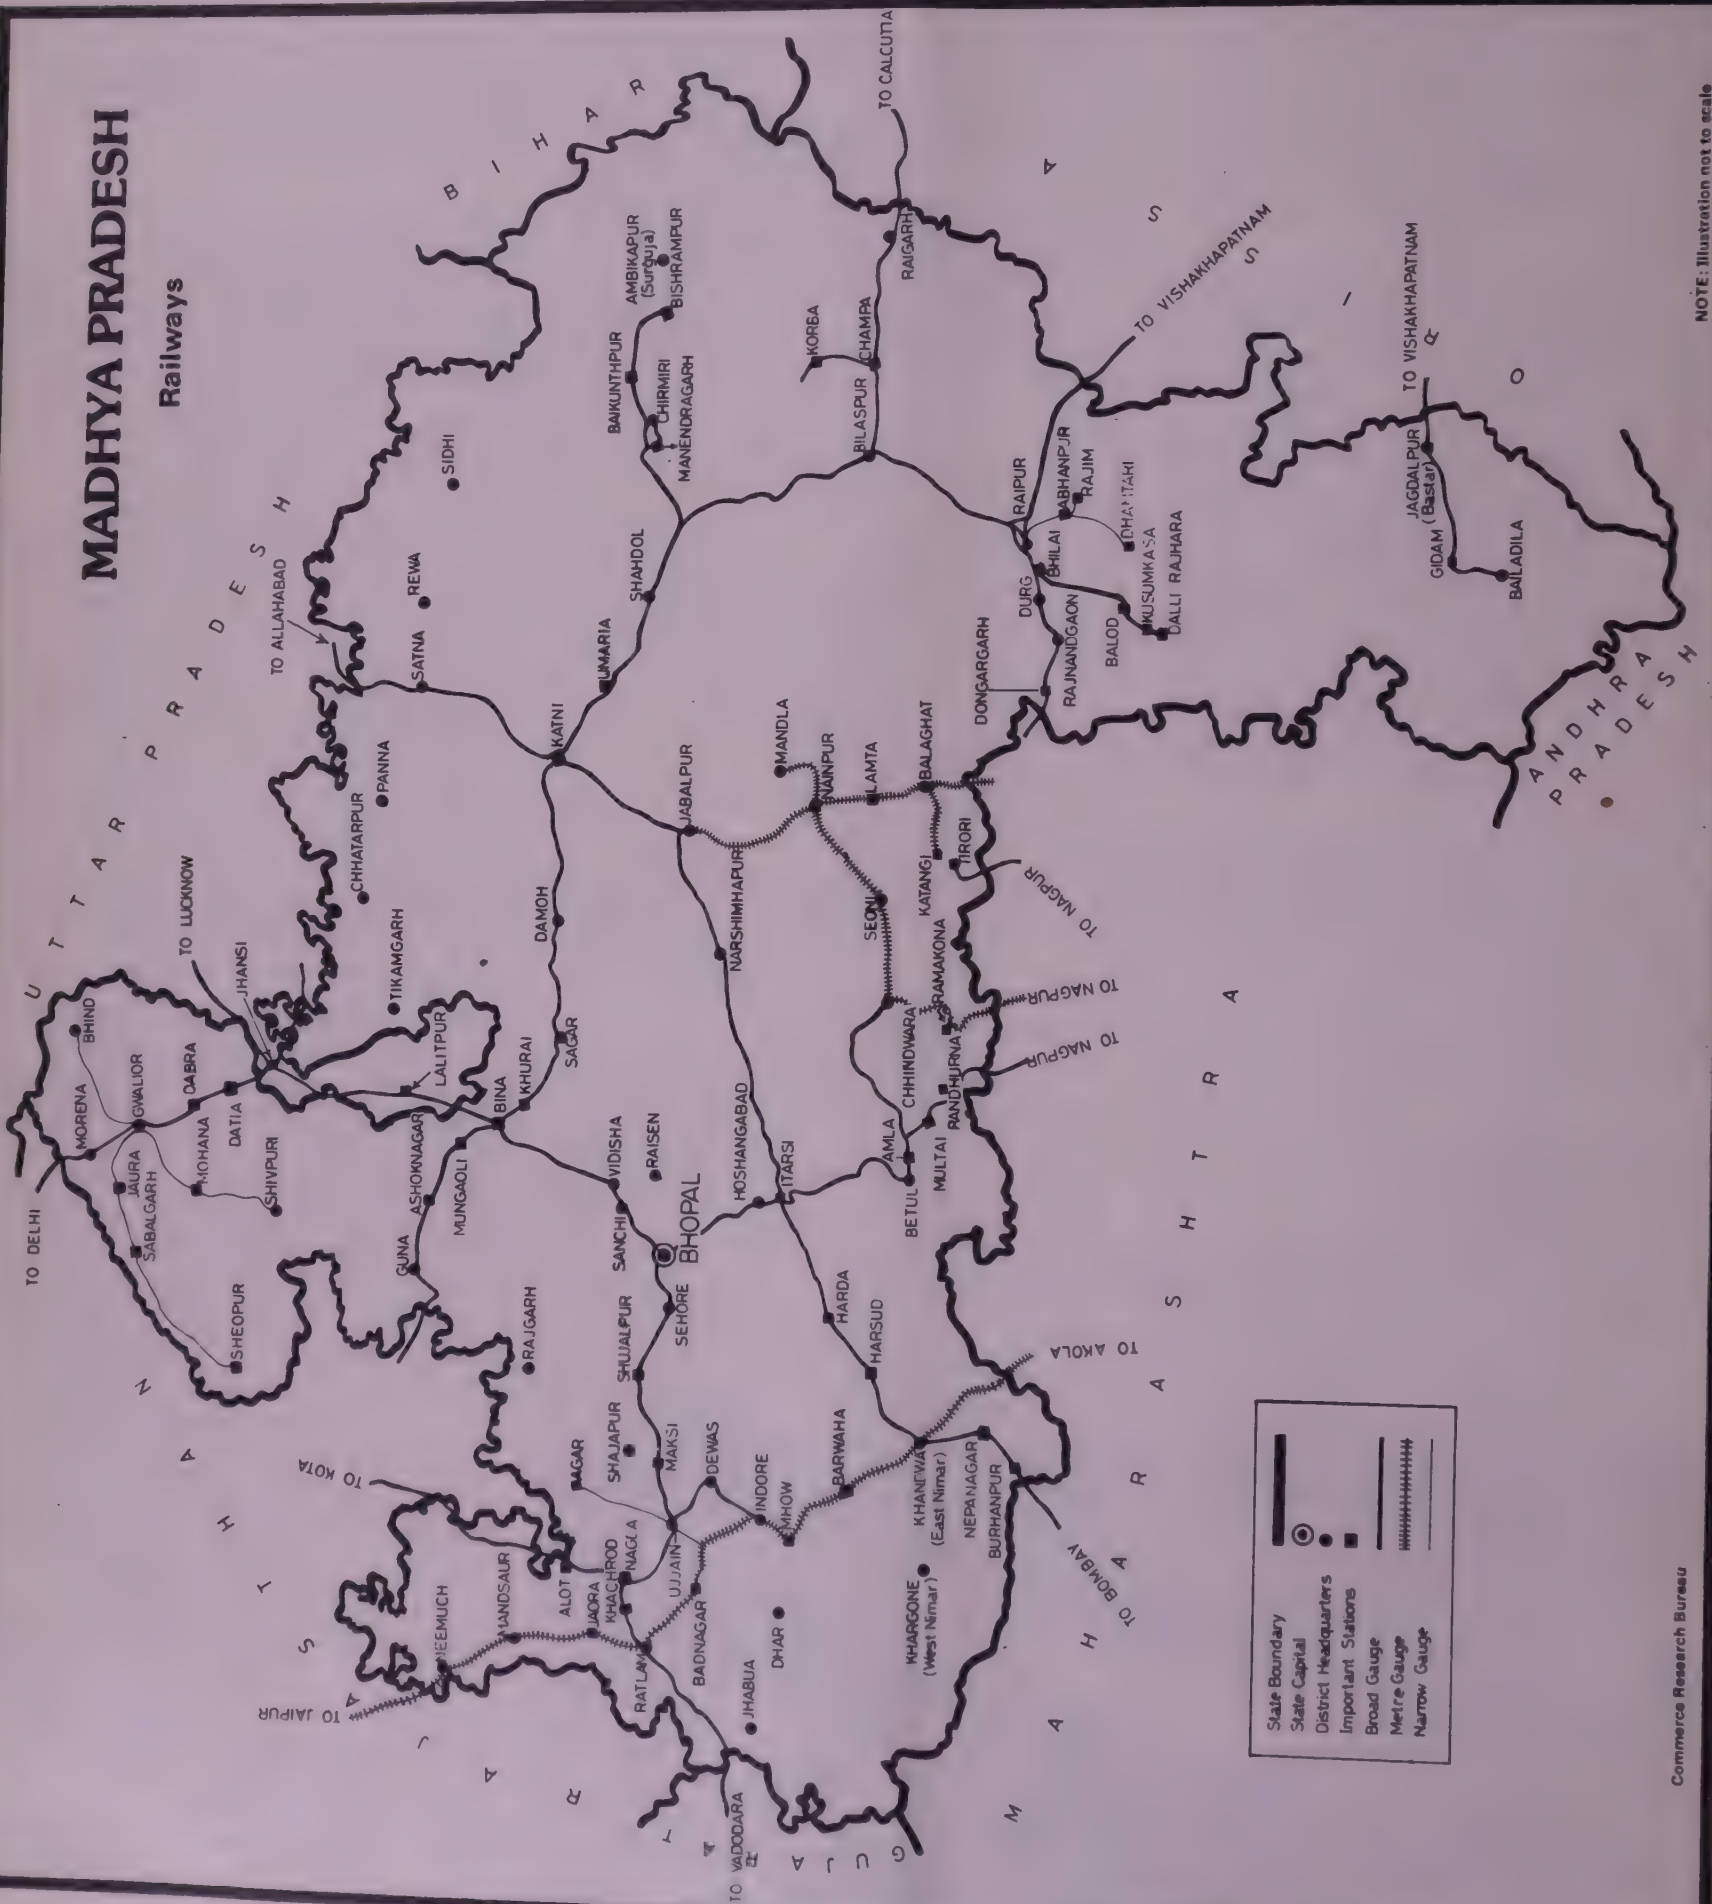 MADHYA PRADESH
Railways
UTTAR PRADESH
BIHAR
ORISSA
ANDHRA
PRADESH
MAHARASHTRA
GUJARAT
RAJASTHAN
TO DELHI
MORENA
BHIND
GWALIOR
JAURA
SABALGARH
SHEOPUR
MOHANA
SHIVPURI
DABRA
DATIA
TO LUCKNOW
JHANSI
LALITPUR
TIKAMGARH
CHHATARPUR
PANNA
TO ALLAHABAD
SATNA
REWA
SIDHI
GUNA
ASHOKNAGAR
MUNGAOLI
BINA
KHURAI
SAGAR
DAMOH
KATNI
UMARIA
SHAHDOL
MANENDRAGARH
CHIRMIRI
BAIKUNTHPUR
AMBIKAPUR
(Surguja)
BISHRAMPUR
RAJGARH
VIDISHA
RAISEN
SANCHI
BHOPAL
SEHORE
SHUJALPUR
SHAJAPUR
MAKSI
AGAR
DEWAS
UJJAIN
INDORE
MHOW
BARWAHA
TO KOTA
ALOT
NAGDA
KHACHROD
JAORA
MANDSAUR
NEEMUCH
TO JAIPUR
RATLAM
BADNAGAR
DHAR
JHABUA
TO VADODARA
HOSHANGABAD
ITARSI
HARDA
HARSUD
KHANDWA
(East Nimar)
KHARGONE
(West Nimar)
NEPANAGAR
BURHANPUR
TO BOMBAY
TO AKOLA
NARSHIMHAPUR
JABALPUR
MANDLA
NAINPUR
LAMTA
BALAGHAT
KATANGI
TIRORI
SEONI
CHHINDWARA
RAMAKONA
PANDHURNA
AMLA
BETUL
MULTAI
TO NAGPUR
TO NAGPUR
TO NAGPUR
KORBA
CHAMPA
BILASPUR
RAIGARH
TO CALCUTTA
RAIPUR
ABHANPUR
RAJIM
DHAMTARI
BHILAI
DURG
RAJNANDGAON
DONGARGARH
BALOD
KUSUMKASA
DALLI RAJHARA
TO VISHAKHAPATNAM
TO VISHAKHAPATNAM
JAGDALPUR
(Bastar)
GIDAM
BAILADILA
State Boundary
State Capital
District Headquarters
Important Stations
Broad Gauge
Metre Gauge
Narrow Gauge
Commerce Research Bureau
NOTE: Illustration not to scale